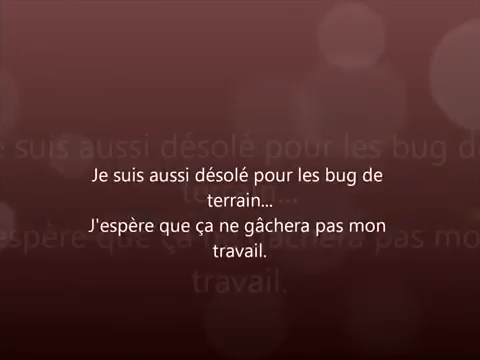 Je suis aussi désolé pour les bug de
terrain...
J'espère que ça ne gâchera pas mon
travail.